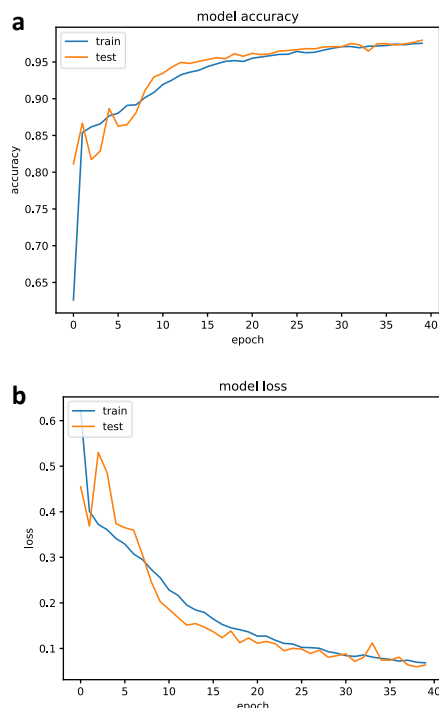 a
model accuracy
train
test
0.95
0.90
0.85
0.80
0.75
0.70
0.65
accuracy
0 5 10 15 20 25 30 35 40
epoch
b
model loss
train
test
0.6
0.5
0.4
0.3
0.2
0.1
loss
0 5 10 15 20 25 30 35 40
epoch